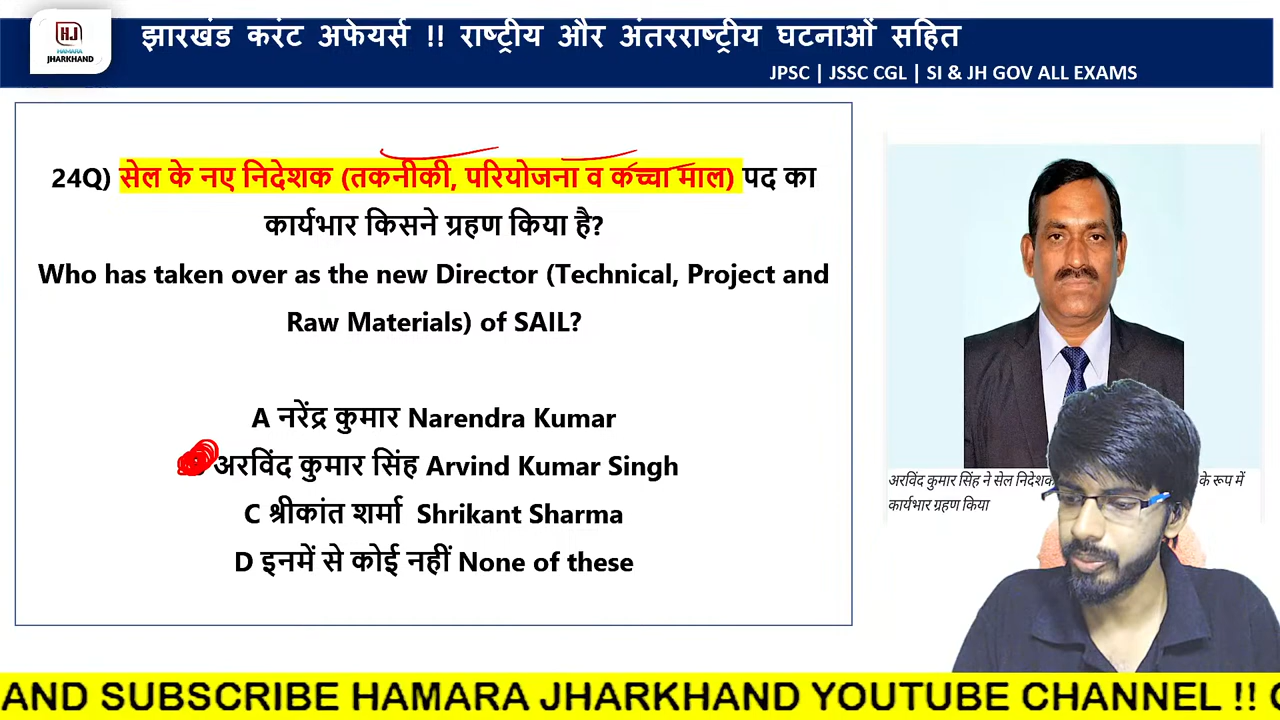 HJ
HAMARA
JHARKHAND
झारखंड करंट अफेयर्स !! राष्ट्रीय और अंतरराष्ट्रीय घटनाओं सहित
JPSC | JSSC CGL | SI & JH GOV ALL EXAMS
24Q) सेल के नए निदेशक (तकनीकी, परियोजना व कच्चा माल) पद का
कार्यभार किसने ग्रहण किया है?
Who has taken over as the new Director (Technical, Project and
Raw Materials) of SAIL?
A नरेंद्र कुमार Narendra Kumar
अरविंद कुमार सिंह Arvind Kumar Singh
C श्रीकांत शर्मा Shrikant Sharma
D इनमें से कोई नहीं None of these
अरविंद कुमार सिंह ने सेल निदेशक के रूप में
कार्यभार ग्रहण किया
AND SUBSCRIBE HAMARA JHARKHAND YOUTUBE CHANNEL !!